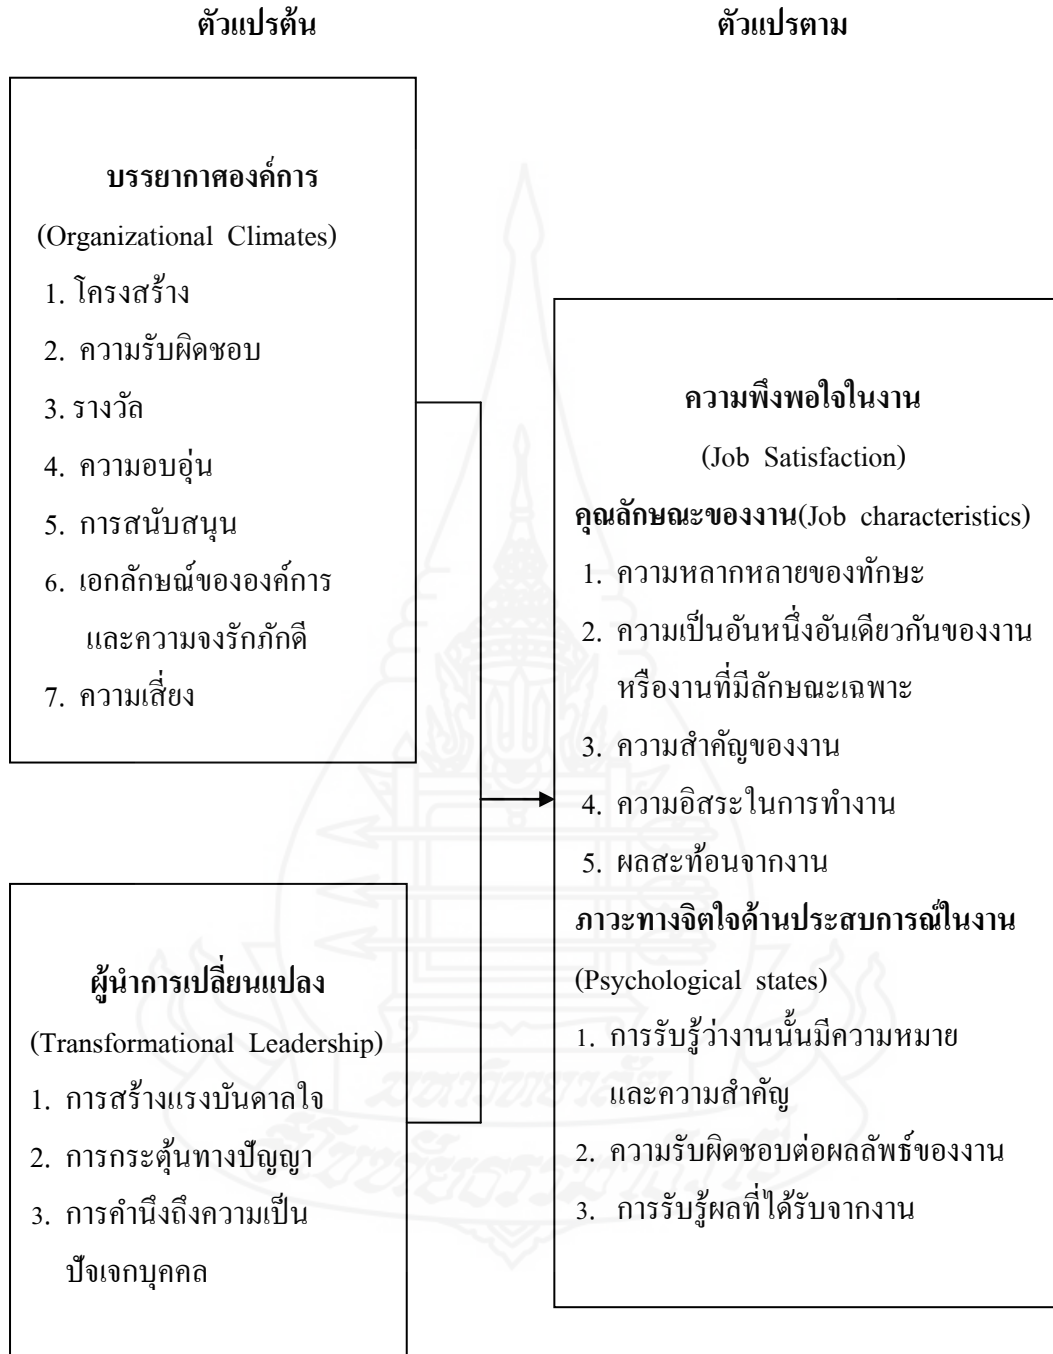 ตัวแปรต้น
ตัวแปรตาม
บรรยากาศองค์การ
(Organizational Climates)
1. โครงสร้าง
2. ความรับผิดชอบ
3. รางวัล
4. ความอบอุ่น
5. การสนับสนุน
6. เอกลักษณ์ขององค์การ
และความจงรักภักดี
7. ความเสี่ยง
ผู้นำการเปลี่ยนแปลง
(Transformational Leadership)
1. การสร้างแรงบันดาลใจ
2. การกระตุ้นทางปัญญา
3. การคำนึงถึงความเป็น
ปัจเจกบุคคล
ความพึงพอใจในงาน
(Job Satisfaction)
คุณลักษณะของงาน(Job characteristics)
1. ความหลากหลายของทักษะ
2. ความเป็นอันหนึ่งอันเดียวกันของงาน
หรืองานที่มีลักษณะเฉพาะ
3. ความสำคัญของงาน
4. ความอิสระในการทำงาน
5. ผลสะท้อนจากงาน
ภาวะทางจิตใจด้านประสบการณ์ในงาน
(Psychological states)
1. การรับรู้ว่างานนั้นมีความหมาย
และความสำคัญ
2. ความรับผิดชอบต่อผลลัพธ์ของงาน
3. การรับรู้ผลที่ได้รับจากงาน
มหาวิทยาลัย
สุโขทัยธรรมาธิราช